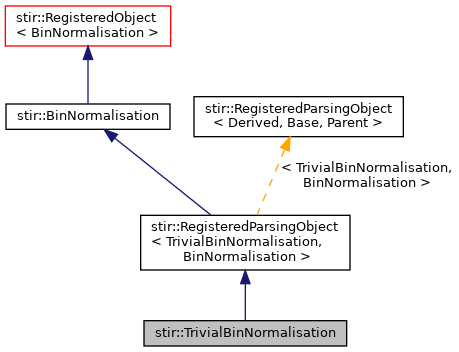 stir::RegisteredObject
< BinNormalisation >
stir::BinNormalisation
stir::RegisteredParsingObject
< Derived, Base, Parent >
< TrivialBinNormalisation,
BinNormalisation >
stir::RegisteredParsingObject
< TrivialBinNormalisation,
BinNormalisation >
stir::TrivialBinNormalisation